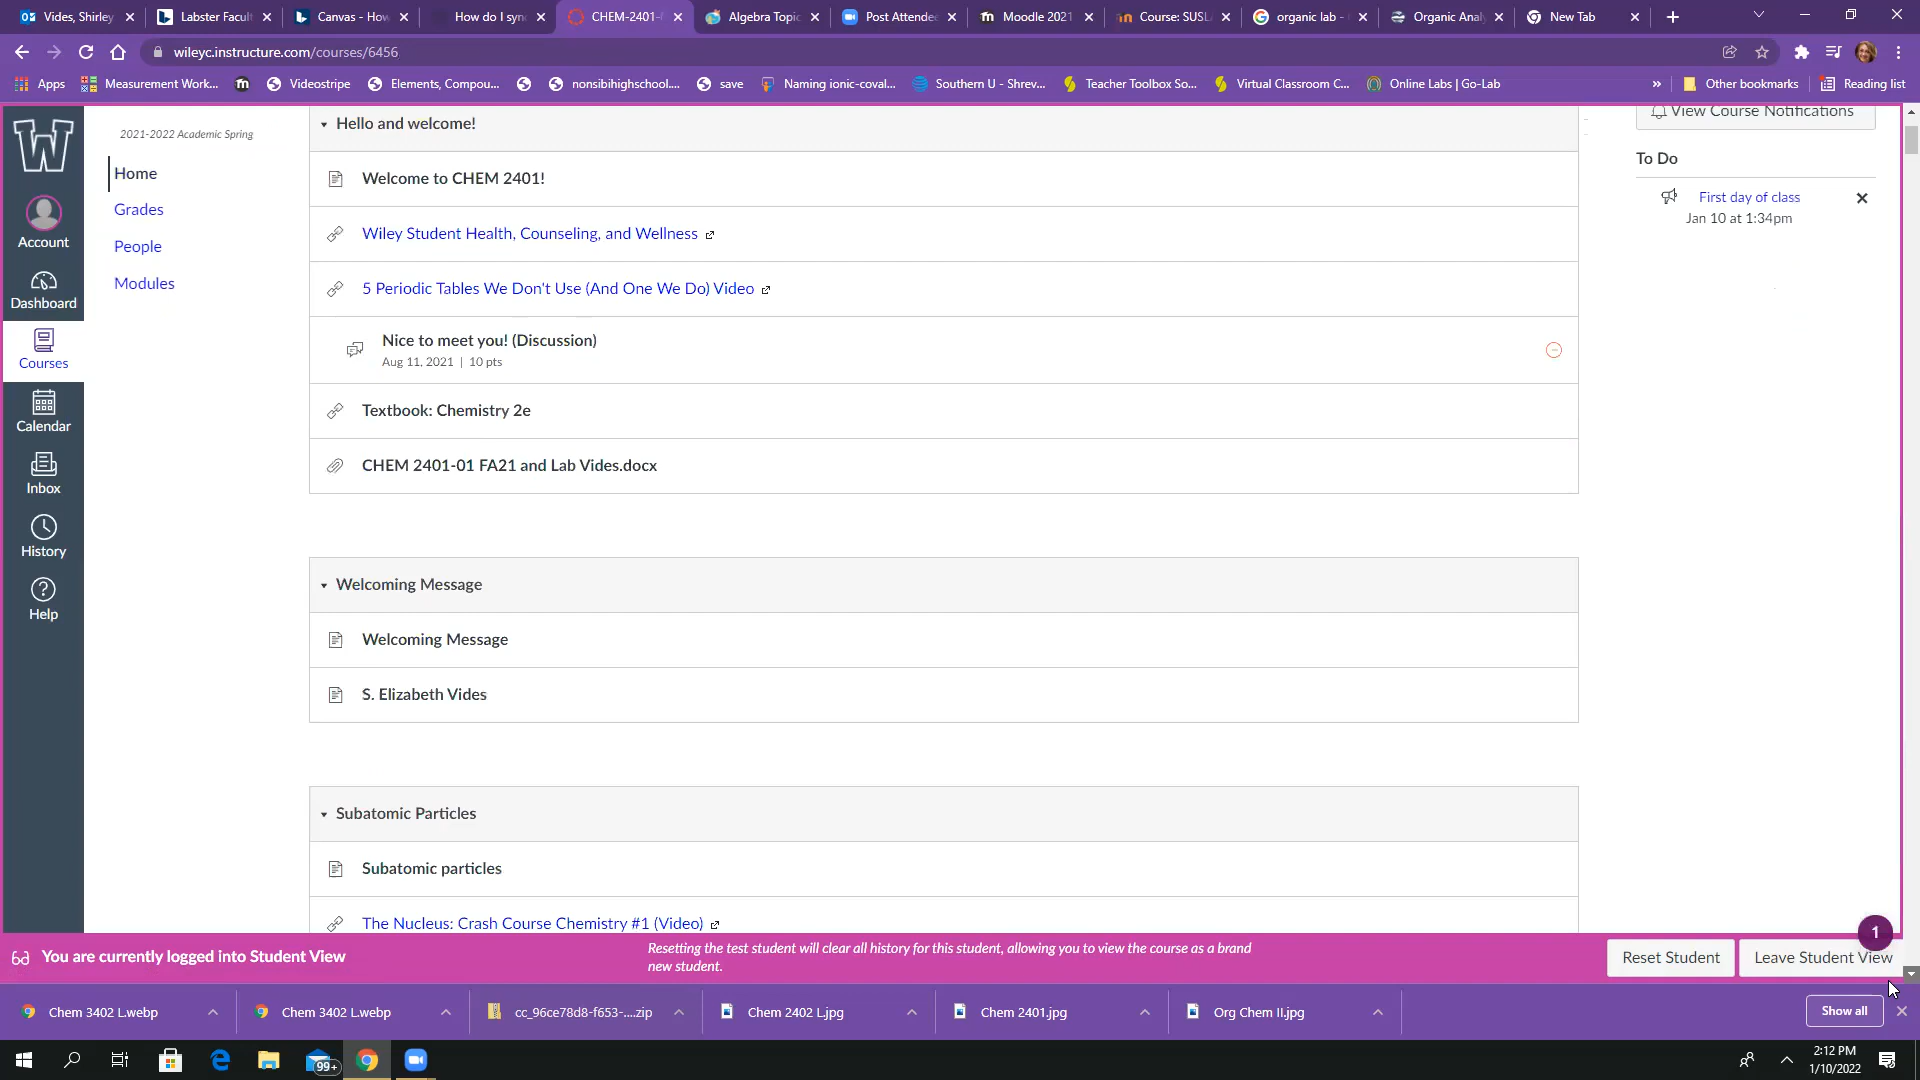 Vides, Shirley
Labster Facult
Canvas - How
How do I syn
CHEM-2401-
Algebra Topic
Post Attende
Moodle 2021
Course: SUSL
organic lab -
Organic Anal
New Tab
wileyc.instructure.com/courses/6456
Apps
Measurement Work...
Videostripe
Elements, Compou...
nonsibihighschool....
save
Naming ionic-coval...
Southern U - Shrev...
Teacher Toolbox So...
Virtual Classroom C...
Online Labs | Go-Lab
»
Other bookmarks
Reading list
W
Account
Dashboard
Courses
Calendar
Inbox
History
Help
2021-2022 Academic Spring
Home
Grades
People
Modules
Hello and welcome!
Welcome to CHEM 2401!
Wiley Student Health, Counseling, and Wellness
5 Periodic Tables We Don't Use (And One We Do) Video
Nice to meet you! (Discussion)
Aug 11, 2021 | 10 pts
Textbook: Chemistry 2e
CHEM 2401-01 FA21 and Lab Vides.docx
Welcoming Message
Welcoming Message
S. Elizabeth Vides
Subatomic Particles
Subatomic particles
The Nucleus: Crash Course Chemistry #1 (Video)
View Course Notifications
To Do
First day of class
Jan 10 at 1:34pm
1
You are currently logged into Student View
Resetting the test student will clear all history for this student, allowing you to view the course as a brand
new student.
Reset Student
Leave Student View
Chem 3402 L.webp
Chem 3402 L.webp
cc_96ce78d8-f653-....zip
Chem 2402 L.jpg
Chem 2401.jpg
Org Chem II.jpg
Show all
99+
2:12 PM
1/10/2022